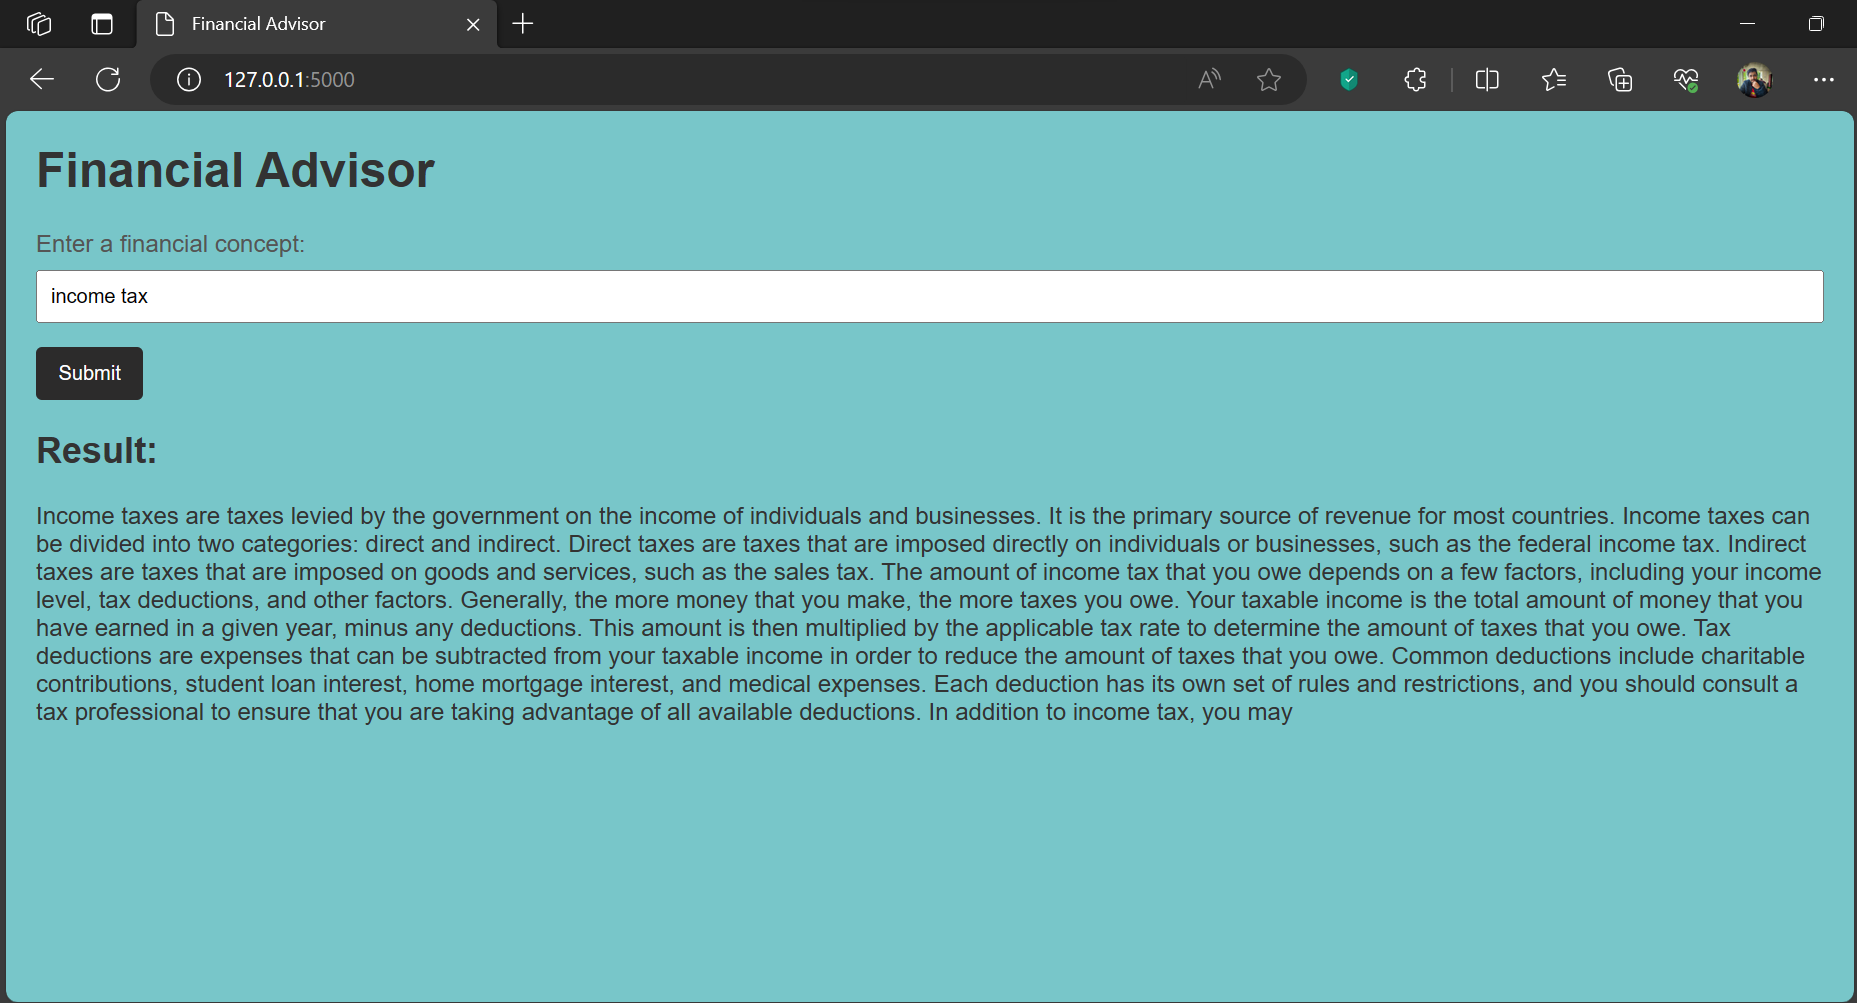 Financial Advisor
127.0.0.1:5000
Financial Advisor
Enter a financial concept:
income tax
Submit
Result:
Income taxes are taxes levied by the government on the income of individuals and businesses. It is the primary source of revenue for most countries. Income taxes can
be divided into two categories: direct and indirect. Direct taxes are taxes that are imposed directly on individuals or businesses, such as the federal income tax. Indirect
taxes are taxes that are imposed on goods and services, such as the sales tax. The amount of income tax that you owe depends on a few factors, including your income
level, tax deductions, and other factors. Generally, the more money that you make, the more taxes you owe. Your taxable income is the total amount of money that you
have earned in a given year, minus any deductions. This amount is then multiplied by the applicable tax rate to determine the amount of taxes that you owe. Tax
deductions are expenses that can be subtracted from your taxable income in order to reduce the amount of taxes that you owe. Common deductions include charitable
contributions, student loan interest, home mortgage interest, and medical expenses. Each deduction has its own set of rules and restrictions, and you should consult a
tax professional to ensure that you are taking advantage of all available deductions. In addition to income tax, you may